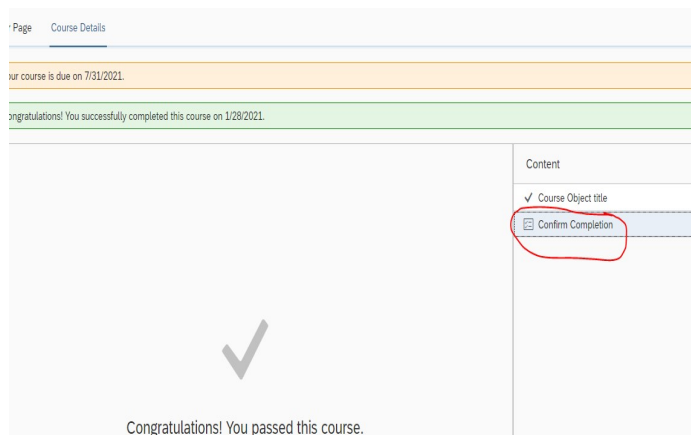 Page Course Details
our course is due on 7/31/2021.
ongratulations! You successfully completed this course on 1/28/2021.
Content
Course Object title
Confirm Completion
Congratulations! You passed this course.